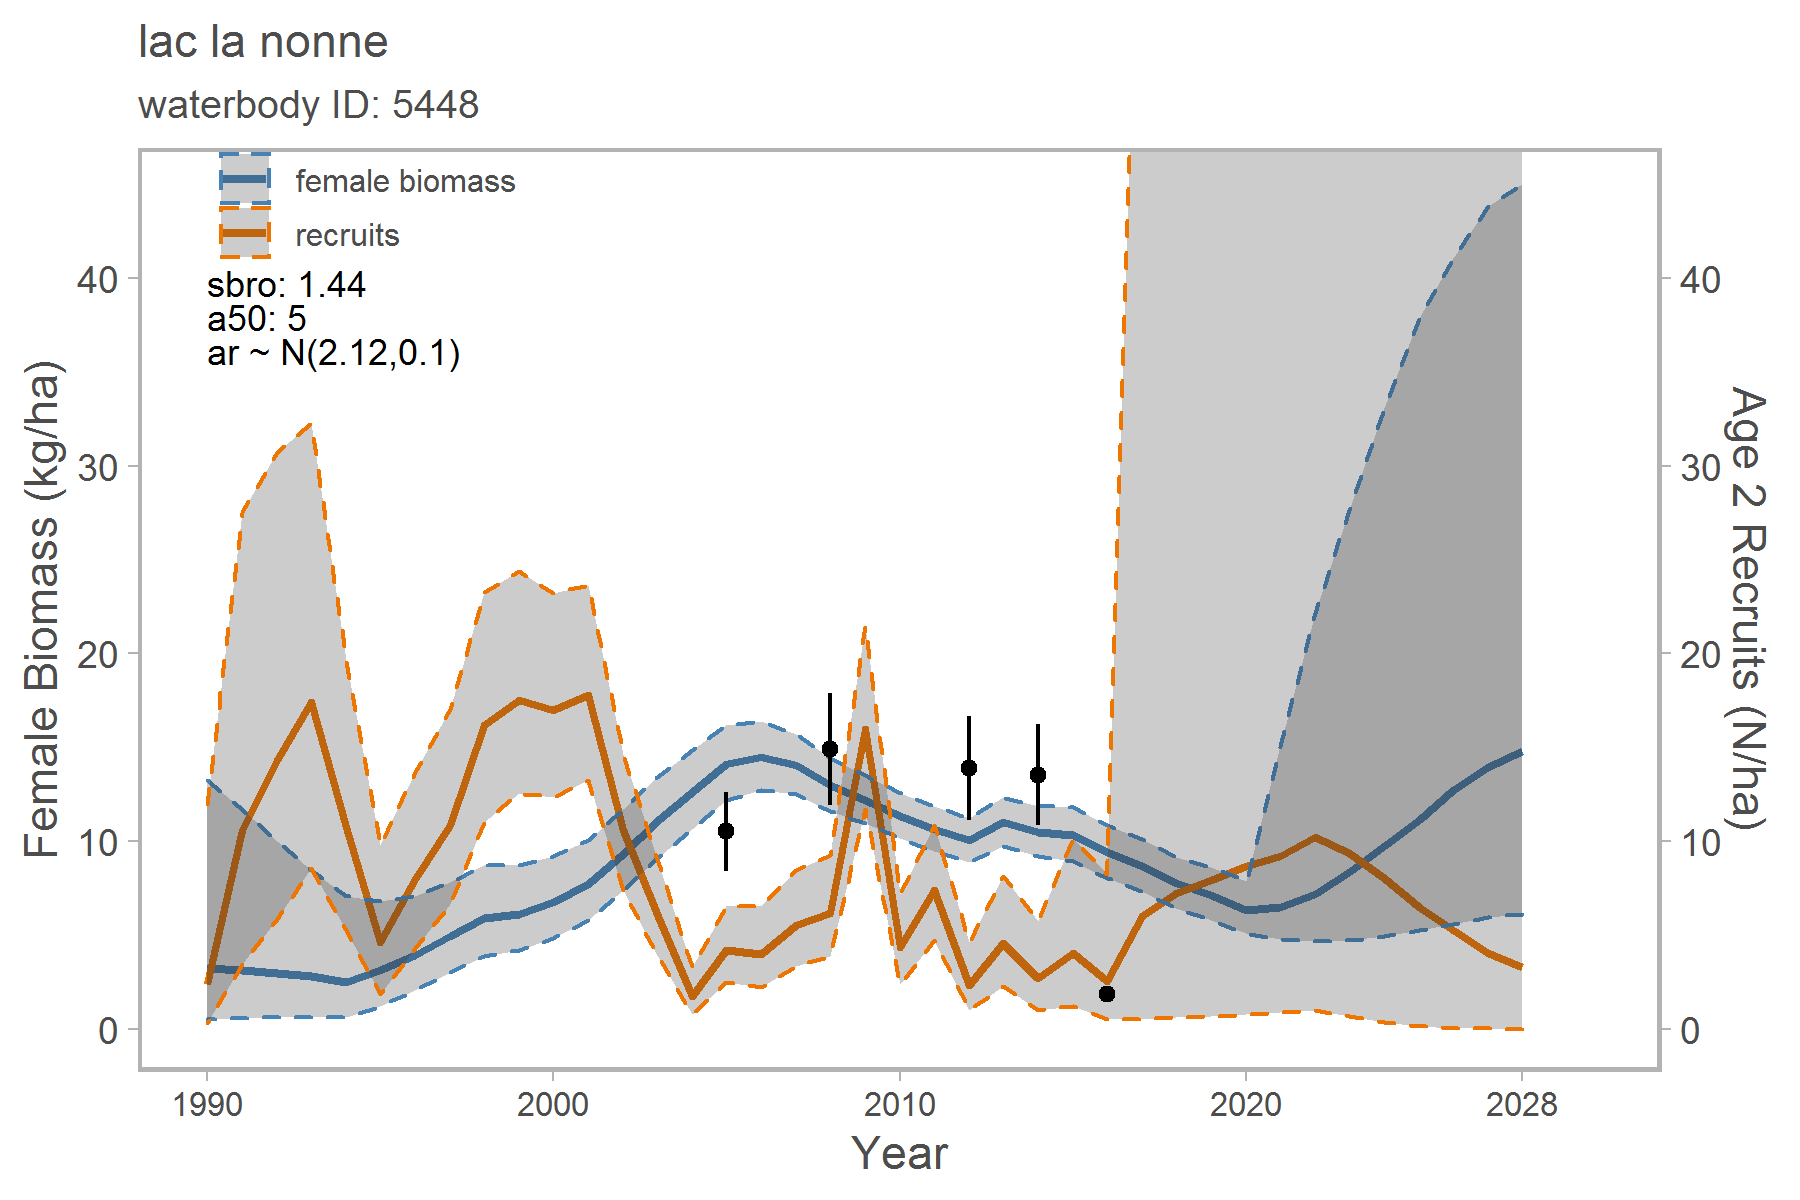 lac la nonne
waterbody ID: 5448
female biomass
recruits
sbro: 1.44
a50: 5
ar ~ N(2.12,0.1)
Female Biomass (kg/ha)
40
30
20
10
0
40
30
20
10
0
Age 2 Recruits (N/ha)
1990
2000
2010
2020
2028
Year